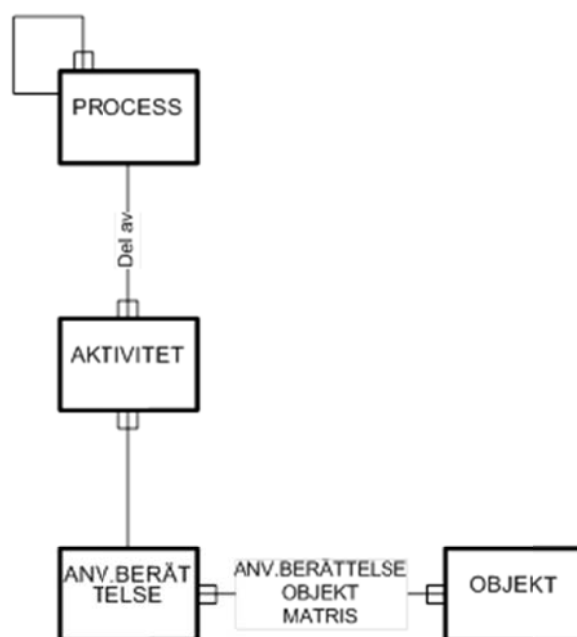 PROCESS
Del av
AKTIVITET
ANV.BERÄT
TELSE
ANV.BERÄTTELSE
OBJEKT
MATRIS
OBJEKT